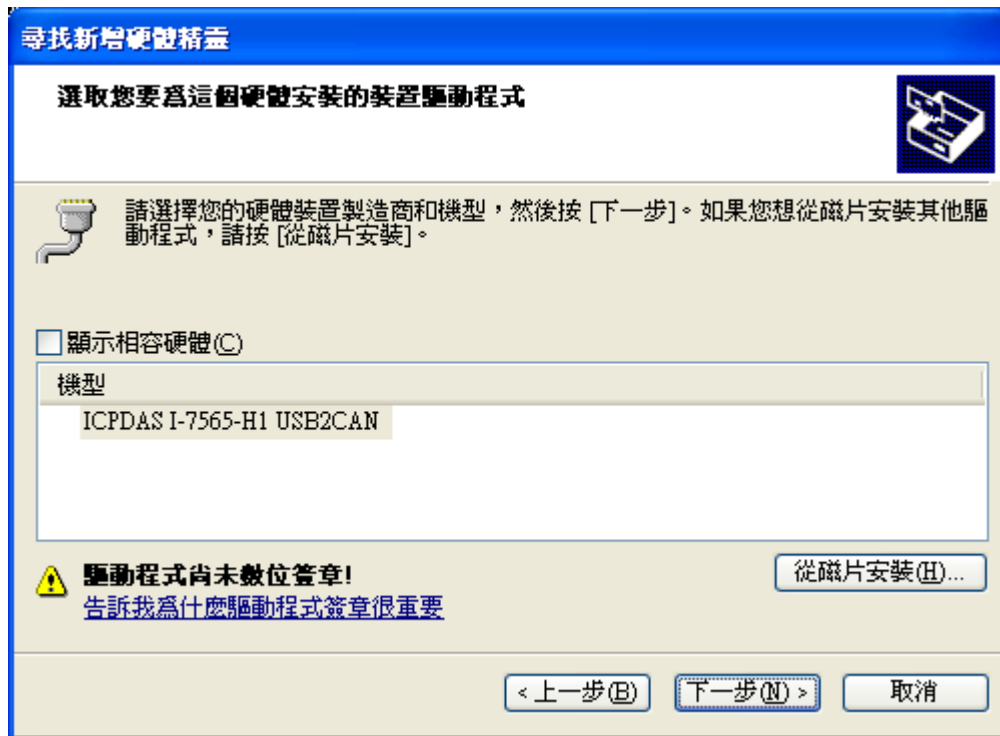 尋找新增硬體精靈
選取您要為這個硬體安裝的裝置驅動程式
請選擇您的硬體裝置製造商和機型，然後按 [下一步]。如果您想從磁片安裝其他驅
動程式，請按 [從磁片安裝]。
顯示相容硬體(C)
機型
ICPDAS I-7565-H1 USB2CAN
驅動程式尚未數位簽章!
從磁片安裝(H)...
告訴我為什麼驅動程式簽章很重要
< 上一步(B)
下一步(N) >
取消